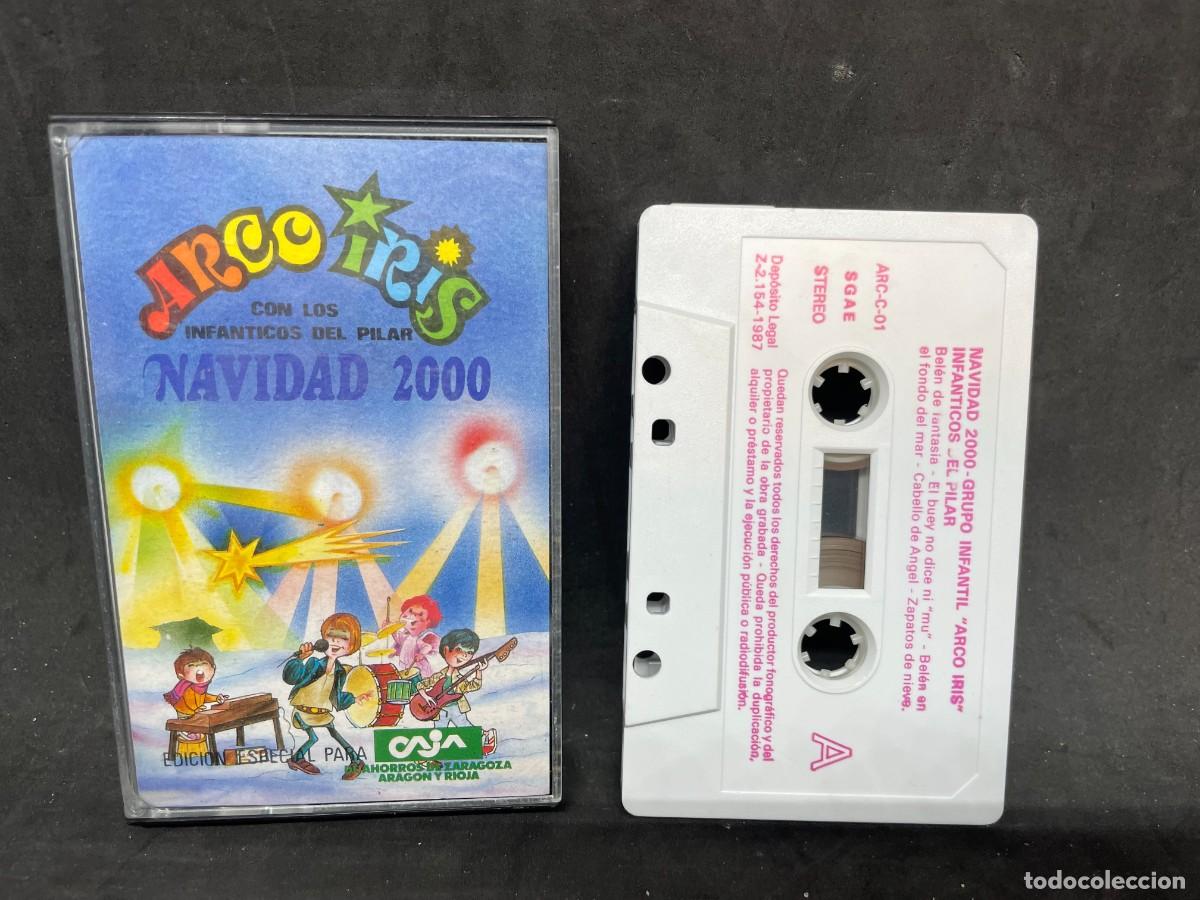 ARCO iRiS
CON LOS
INFANTICOS DEL PILAR
NAVIDAD 2000
EDICION ESPECIAL PARA
CAJA
DE AHORROS DE ZARAGOZA
ARAGON Y RIOJA
NAVIDAD 2000-GRUPO INFANTIL "ARCO IRIS"
INFANTICOS DEL PILAR
Belén de fantasia - El buey no dice ni "mu" - Belén en
el fondo del mar - Cabello de Angel - Zapatos de nieve.
ARC-C-01
SGAE
STEREO
Depósito Legal
Z-2.154-1987
Quedan reservados todos los derechos del productor fonográfico y del
propietario de la obra grabada - Queda prohibida la duplicación,
alquiler o préstamo y la ejecución pública o radiodifusión.
A
todocoleccion